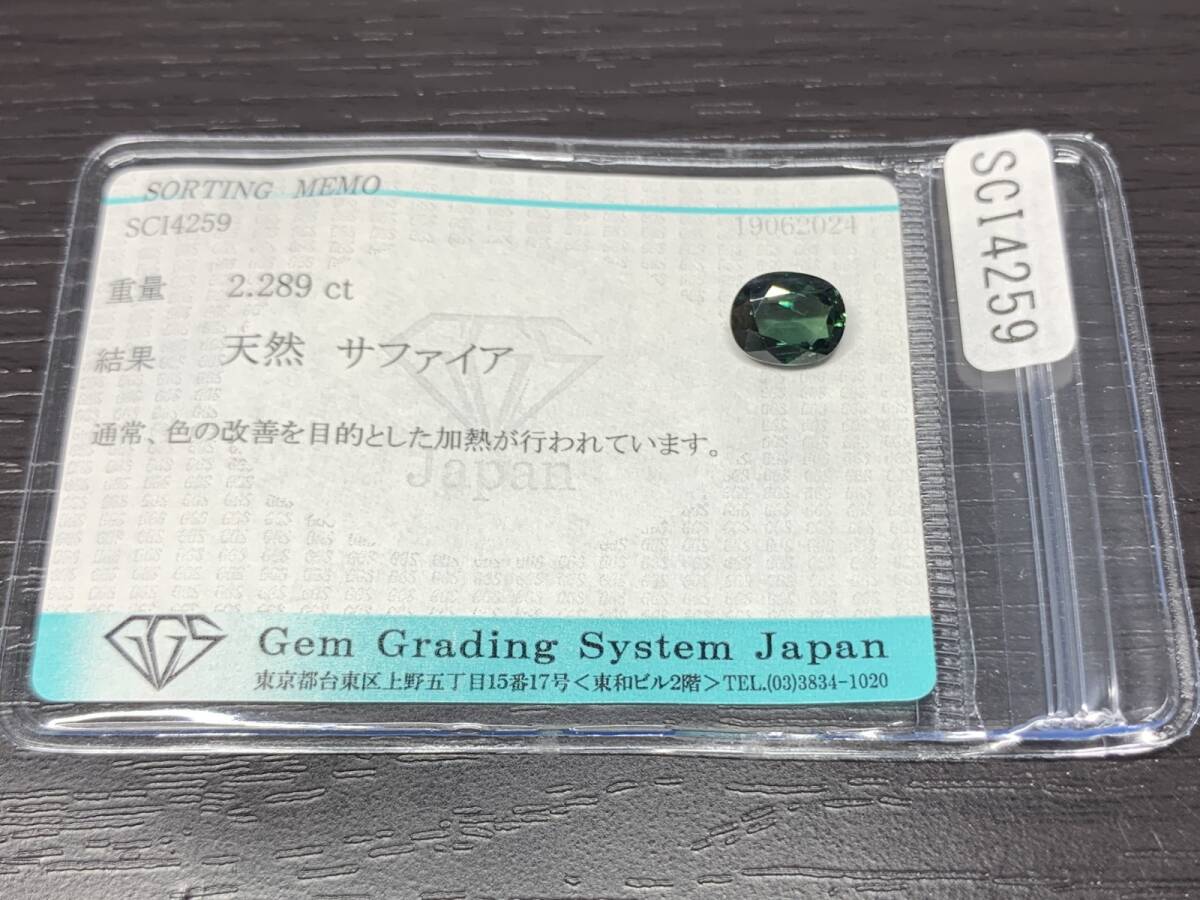 SORTING MEMO
SCI4259
19062024
重量 2.289 ct
結果 天然 サファイア
通常、色の改善を目的とした加熱が行われています。
Japan
GGS Gem Grading System Japan
東京都台東区上野五丁目15番17号<東和ビル2階>TEL.(03)3834-1020
SCI4259